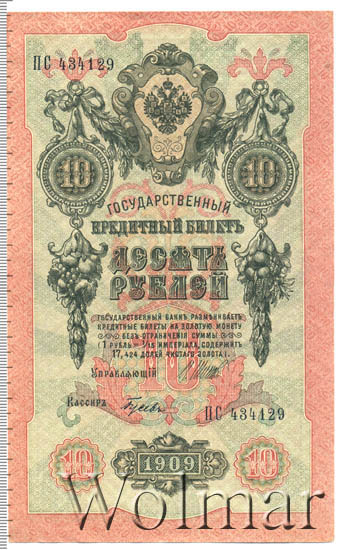 ПС 434129
10 10
ГОСУДАРСТВЕННЫЙ
КРЕДИТНЫЙ БИЛЕТЪ
ДЕСЯТЬ
РУБЛЕЙ
ГОСУДАРСТВЕННЫЙ БАНКЪ РАЗМѢНИВАЕТЪ
КРЕДИТНЫЕ БИЛЕТЫ НА ЗОЛОТУЮ МОНЕТУ
БЕЗЪ ОГРАНИЧЕНІЯ СУММЫ
(1 РУБЛЬ = 1/15 ИМПЕРІАЛА, СОДЕРЖИТЪ
17,424 ДОЛЕЙ ЧИСТАГО ЗОЛОТА).
10
УПРАВЛЯЮЩІЙ
КАССИРЪ
ПС 434129
10 1909 10
Wolmar